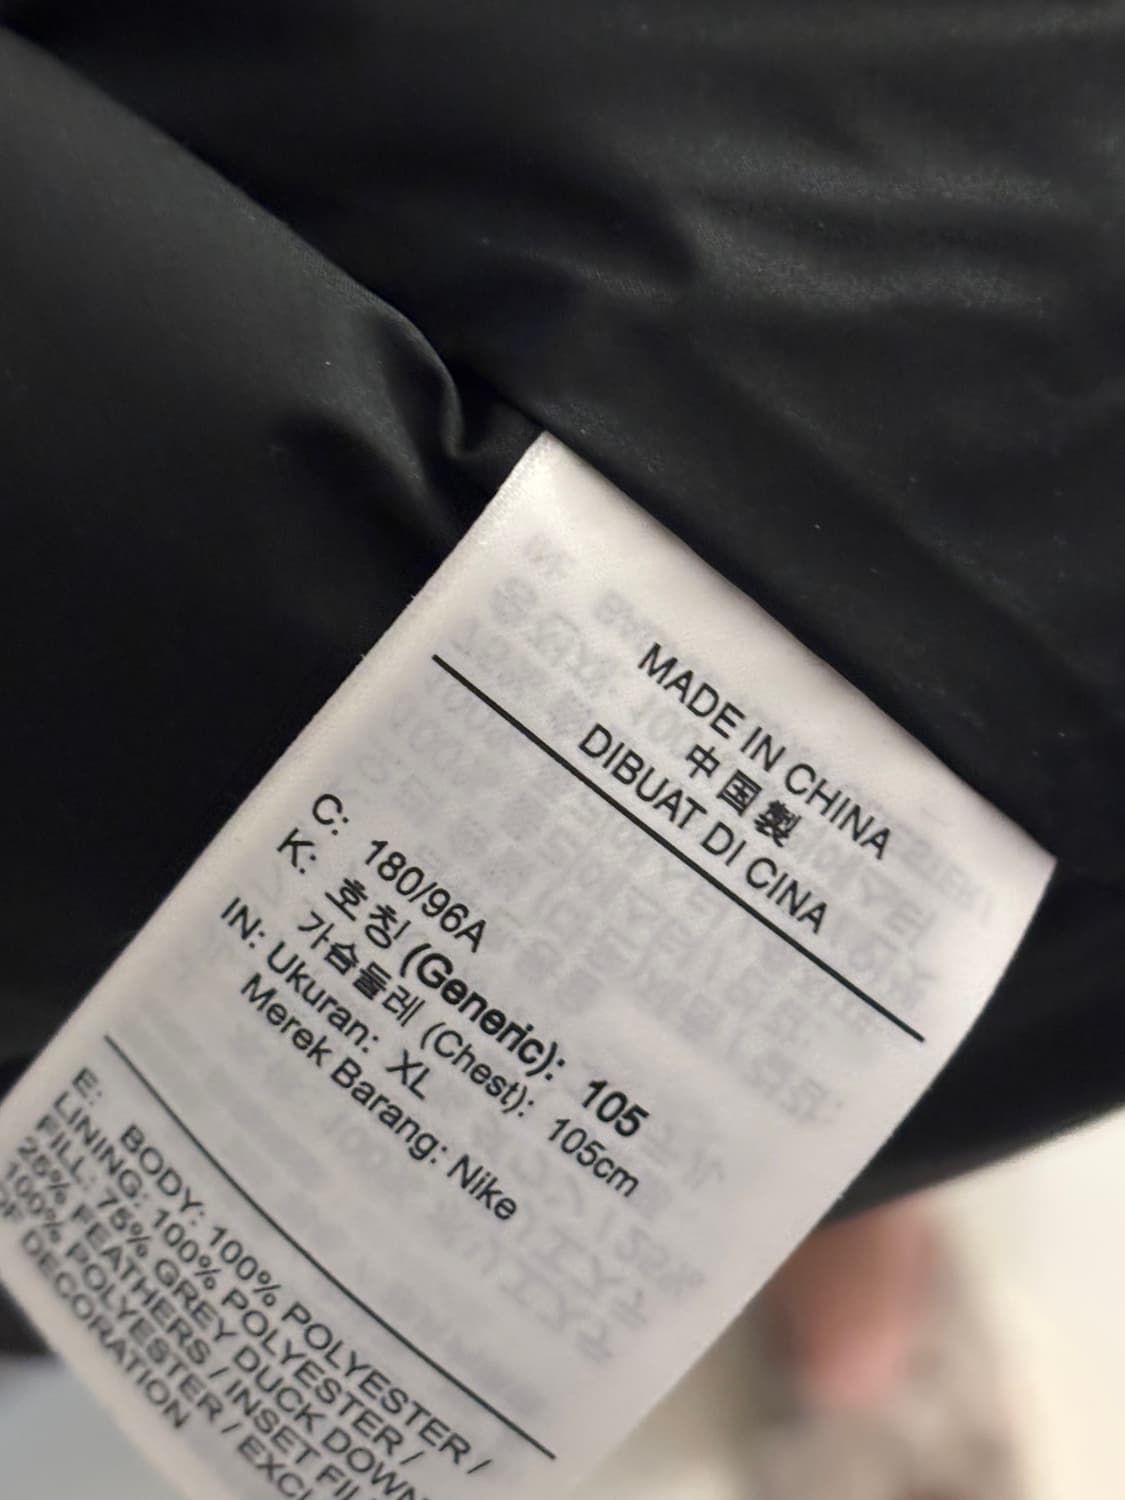 MADE IN CHINA
中国製
DIBUAT DI CINA
C: 180/96A
K: 호칭 (Generic): 105
가슴둘레 (Chest): 105cm
IN: Ukuran: XL
Merek Barang: Nike
E: BODY: 100% POLYESTER /
LINING: 100% POLYESTER /
FILL: 75% GREY DUCK DOWN
25% FEATHERS / INSET FILL
100% POLYESTER / EXCL
OF DECORATION